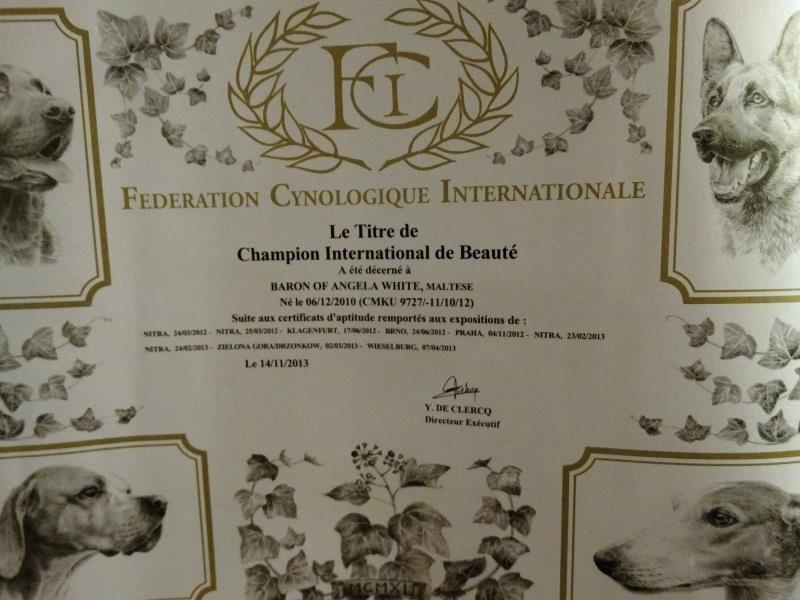 FCI
FEDERATION CYNOLOGIQUE INTERNATIONALE
Le Titre de
Champion International de Beauté
A été décerné à
BARON OF ANGELA WHITE, MALTESE
Né le 06/12/2010 (CMKU 9727/-11/10/12)
Suite aux certificats d'aptitude remportés aux expositions de :
NITRA, 24/03/2012 - NITRA, 25/03/2012 - KLAGENFURT, 17/06/2012 - BRNO, 24/06/2012 - PRAHA, 04/11/2012 - NITRA, 23/02/2013
NITRA, 24/02/2013 - ZIELONA GORA/DRZONKOW, 02/03/2013 - WIESELBURG, 07/04/2013
Le 14/11/2013
Y. DE CLERCQ
Directeur Exécutif